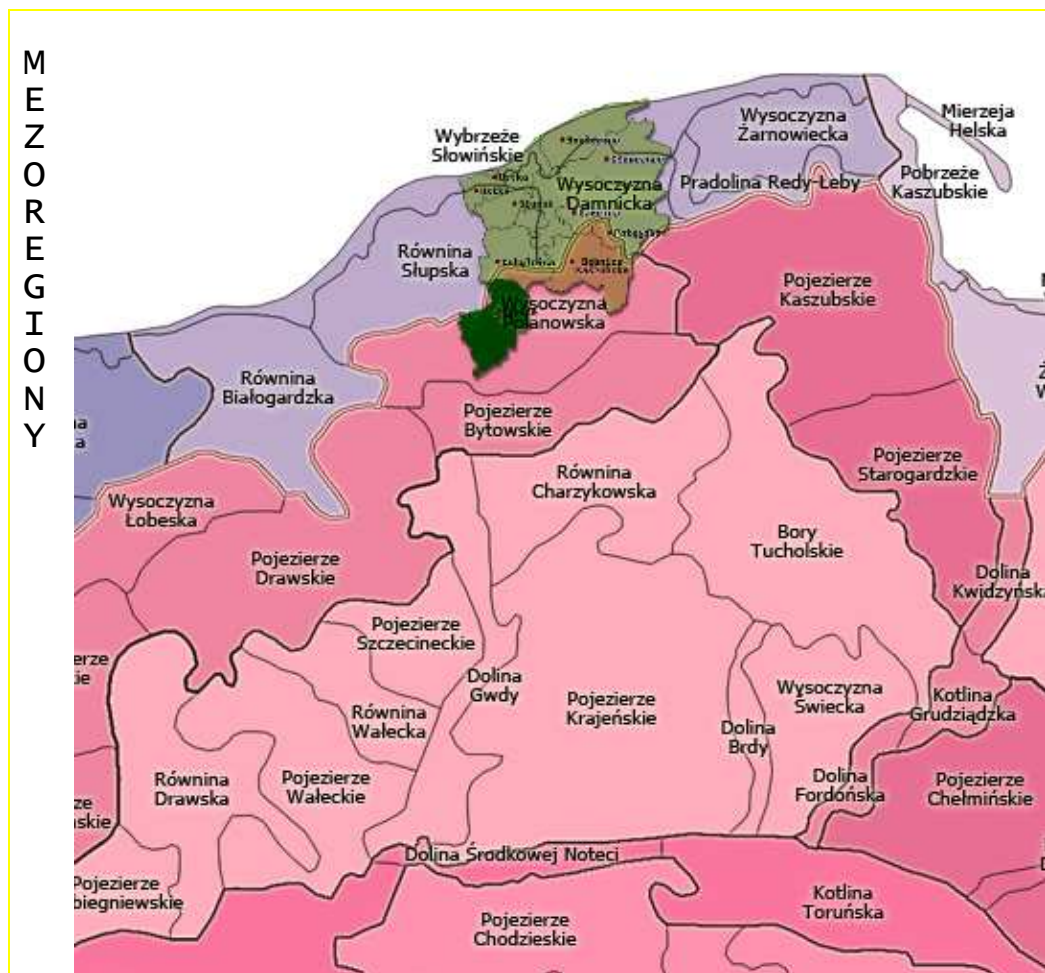 MEZOREGIONY
Mierzeja
Helska
Wysoczyzna
Żarnowiecka
Wybrzeże
Słowińskie
Pobrzeże
Kaszubskie
Pradolina Redy-Łeby
Wysoczyzna
Damnicka
Równina
Słupska
Pojezierze
Kaszubskie
Wysoczyzna
Polanowska
Równina
Białogardzka
Pojezierze
Bytowskie
Pojezierze
Starogardzkie
Równina
Charzykowska
Wysoczyzna
Łobeska
Bory
Tucholskie
Pojezierze
Drawskie
Dolina
Kwidzyńska
Pojezierze
Szczecineckie
Dolina
Gwdy
Pojezierze
Krajeńskie
Wysoczyzna
Świecka
Kotlina
Grudziądzka
Równina
Wałecka
Dolina
Brdy
Równina
Drawska
Pojezierze
Wałeckie
Dolina
Fordońska
Pojezierze
Chełmińskie
Dolina Środkowej Noteci
Pojezierze
biegniewskie
Kotlina
Toruńska
Pojezierze
Chodzieskie